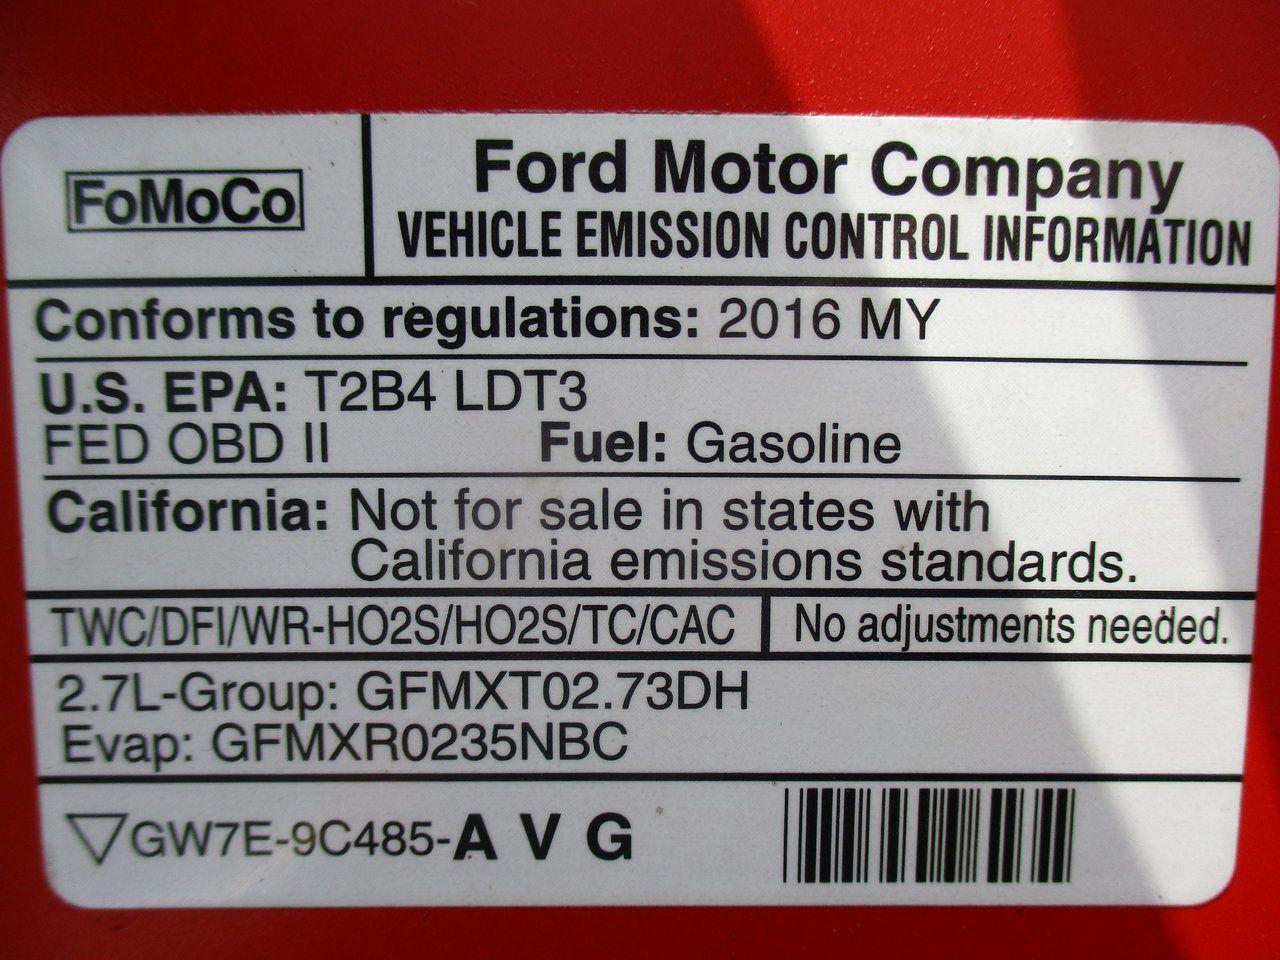 FoMoCo
Ford Motor Company
VEHICLE EMISSION CONTROL INFORMATION
Conforms to regulations: 2016 MY
U.S. EPA: T2B4 LDT3
FED OBD II Fuel: Gasoline
California: Not for sale in states with
California emissions standards.
TWC/DFI/WR-HO2S/HO2S/TC/CAC No adjustments needed.
2.7L-Group: GFMXT02.73DH
Evap: GFMXR0235NBC
GW7E-9C485-A V G